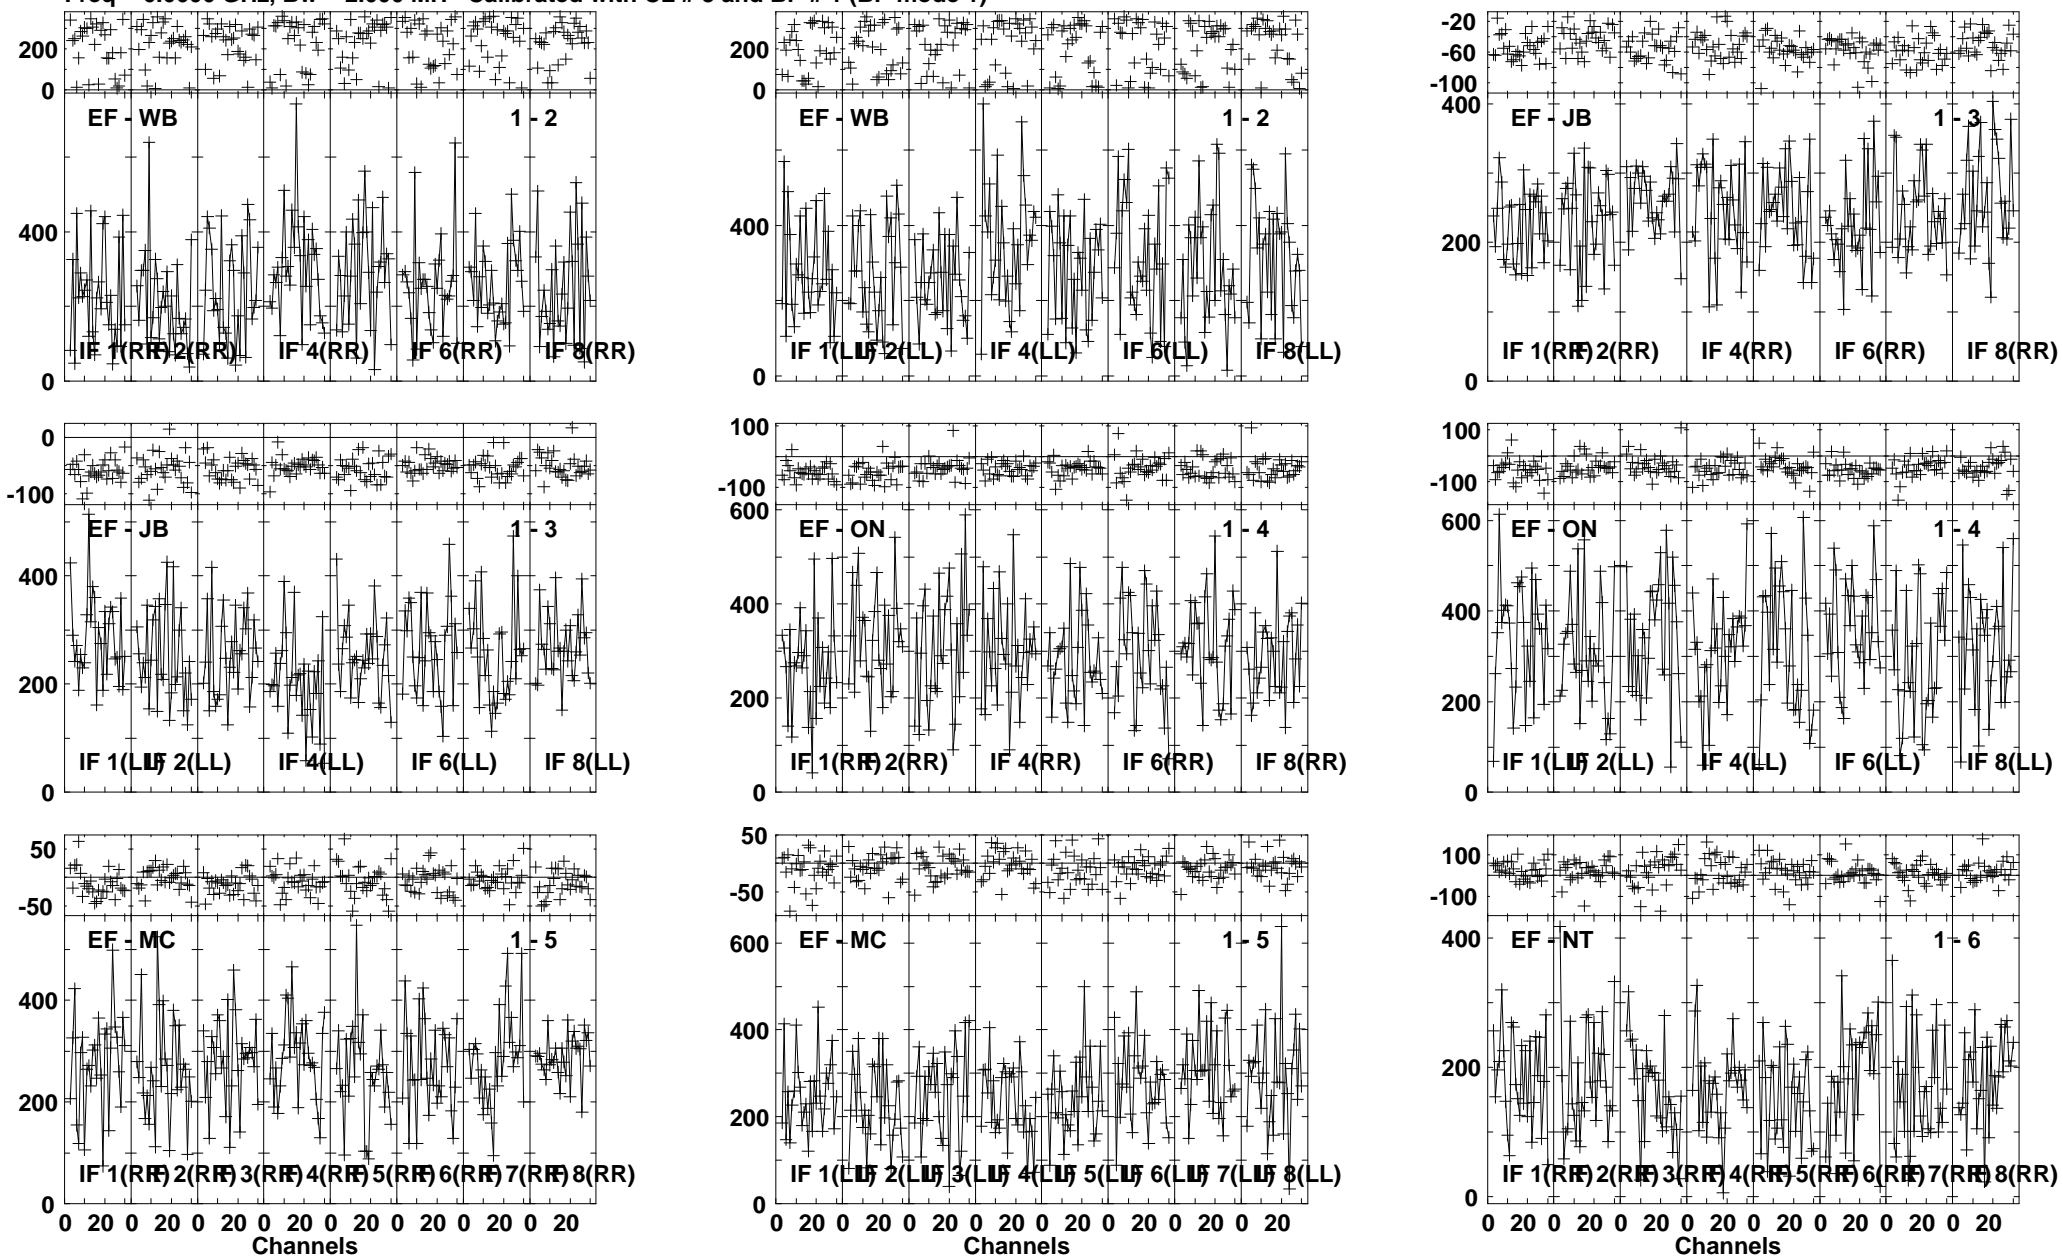 200
0
EF - WB
1 - 2
400
0
IF 1(RR)
IF 2(RR)
IF 4(RR)
IF 6(RR)
IF 8(RR)
200
0
EF - WB
1 - 2
400
0
IF 1(LL)
IF 2(LL)
IF 4(LL)
IF 6(LL)
IF 8(LL)
-20
-60
-100
400
EF - JB
1 - 3
200
0
IF 1(RR)
IF 2(RR)
IF 4(RR)
IF 6(RR)
IF 8(RR)
0
-100
EF - JB
1 - 3
400
200
0
IF 1(LL)
IF 2(LL)
IF 4(LL)
IF 6(LL)
IF 8(LL)
100
-100
600
EF - ON
1 - 4
400
200
0
IF 1(RR)
IF 2(RR)
IF 4(RR)
IF 6(RR)
IF 8(RR)
100
-100
600
EF - ON
1 - 4
400
200
0
IF 1(LL)
IF 2(LL)
IF 4(LL)
IF 6(LL)
IF 8(LL)
50
-50
EF - MC
1 - 5
400
200
0
IF 1(RR)
IF 2(RR)
IF 3(RR)
IF 4(RR)
IF 5(RR)
IF 6(RR)
IF 7(RR)
IF 8(RR)
0 20 0 20 0 20 0 20 0 20 0 20 0 20 0 20
Channels
50
-50
EF - MC
1 - 5
600
400
200
0
IF 1(LL)
IF 2(LL)
IF 3(LL)
IF 4(LL)
IF 5(LL)
IF 6(LL)
IF 7(LL)
IF 8(LL)
0 20 0 20 0 20 0 20 0 20 0 20 0 20 0 20
Channels
100
-100
EF - NT
1 - 6
400
200
0
IF 1(RR)
IF 2(RR)
IF 3(RR)
IF 4(RR)
IF 5(RR)
IF 6(RR)
IF 7(RR)
IF 8(RR)
0 20 0 20 0 20 0 20 0 20 0 20 0 20 0 20
Channels